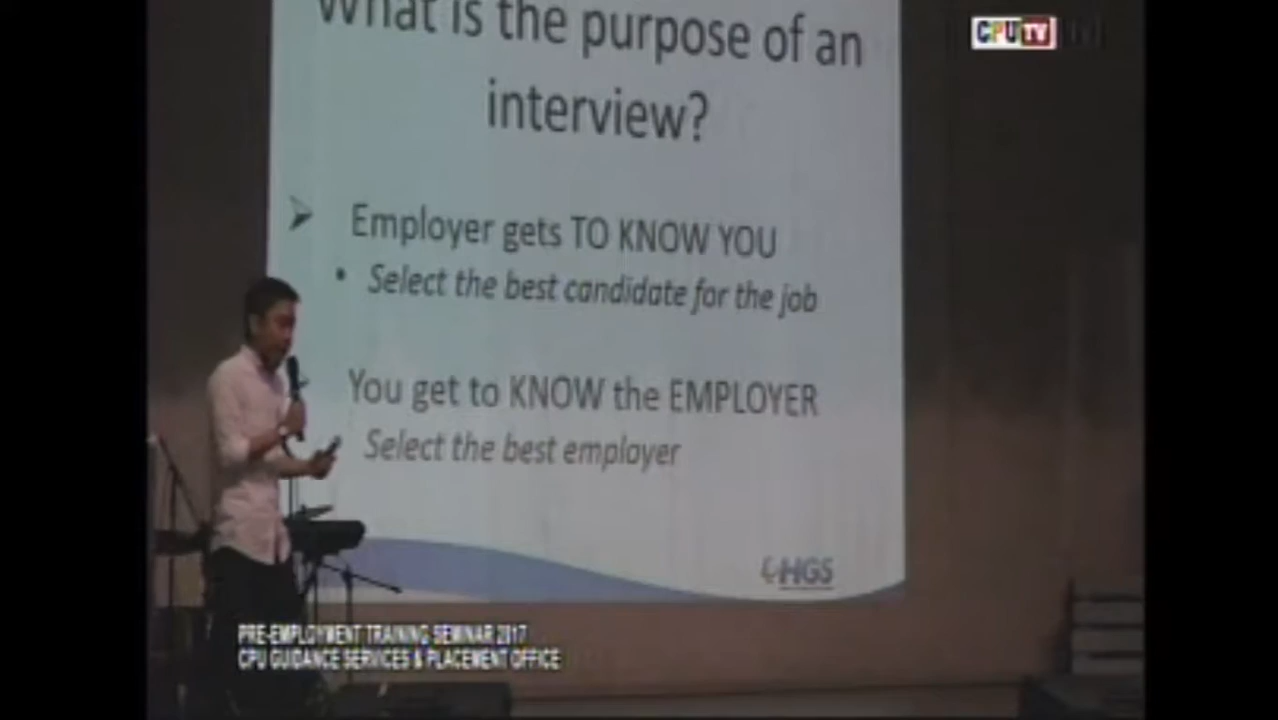 What is the purpose of an
interview?
CPU TV
Employer gets TO KNOW YOU
Select the best candidate for the job
You get to KNOW the EMPLOYER
Select the best employer
HGS
PRE-EMPLOYMENT TRAINING SEMINAR 2017
CPU GUIDANCE SERVICES & PLACEMENT OFFICE